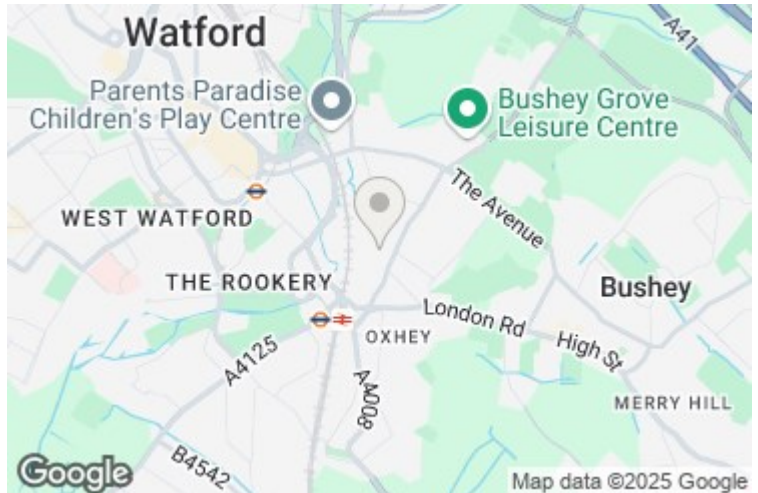 Watford
A41
Parents Paradise
Children's Play Centre
Bushey Grove
Leisure Centre
The Avenue
WEST WATFORD
THE ROOKERY
Bushey
London Rd
OXHEY
High St
A4125
A4008
MERRY HILL
B4542
Google
Map data ©2025 Google